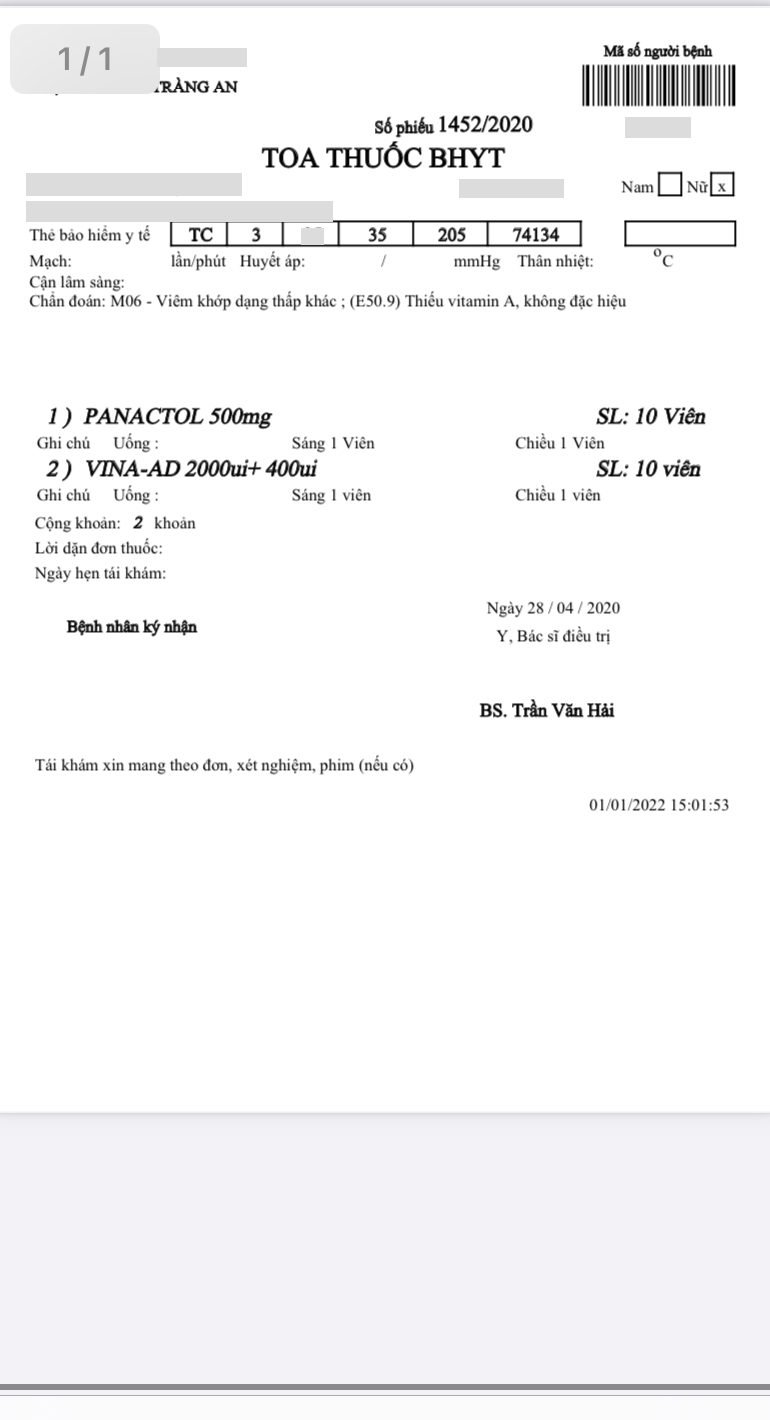 1/1
TRÀNG AN
Mã số người bệnh
Số phiếu 1452/2020
TOA THUỐC BHYT
Nam Nữ x
Thẻ bảo hiểm y tế TC 3 35 205 74134
Mạch: lần/phút Huyết áp: / mmHg Thân nhiệt: °C
Cận lâm sàng:
Chẩn đoán: M06 - Viêm khớp dạng thấp khác ; (E50.9) Thiếu vitamin A, không đặc hiệu
1 ) PANACTOL 500mg SL: 10 Viên
Ghi chú Uống : Sáng 1 Viên Chiều 1 Viên
2 ) VINA-AD 2000ui+ 400ui SL: 10 viên
Ghi chú Uống : Sáng 1 viên Chiều 1 viên
Cộng khoản: 2 khoản
Lời dặn đơn thuốc:
Ngày hẹn tái khám:
Ngày 28 / 04 / 2020
Bệnh nhân ký nhận
Y, Bác sĩ điều trị
BS. Trần Văn Hải
Tái khám xin mang theo đơn, xét nghiệm, phim (nếu có)
01/01/2022 15:01:53